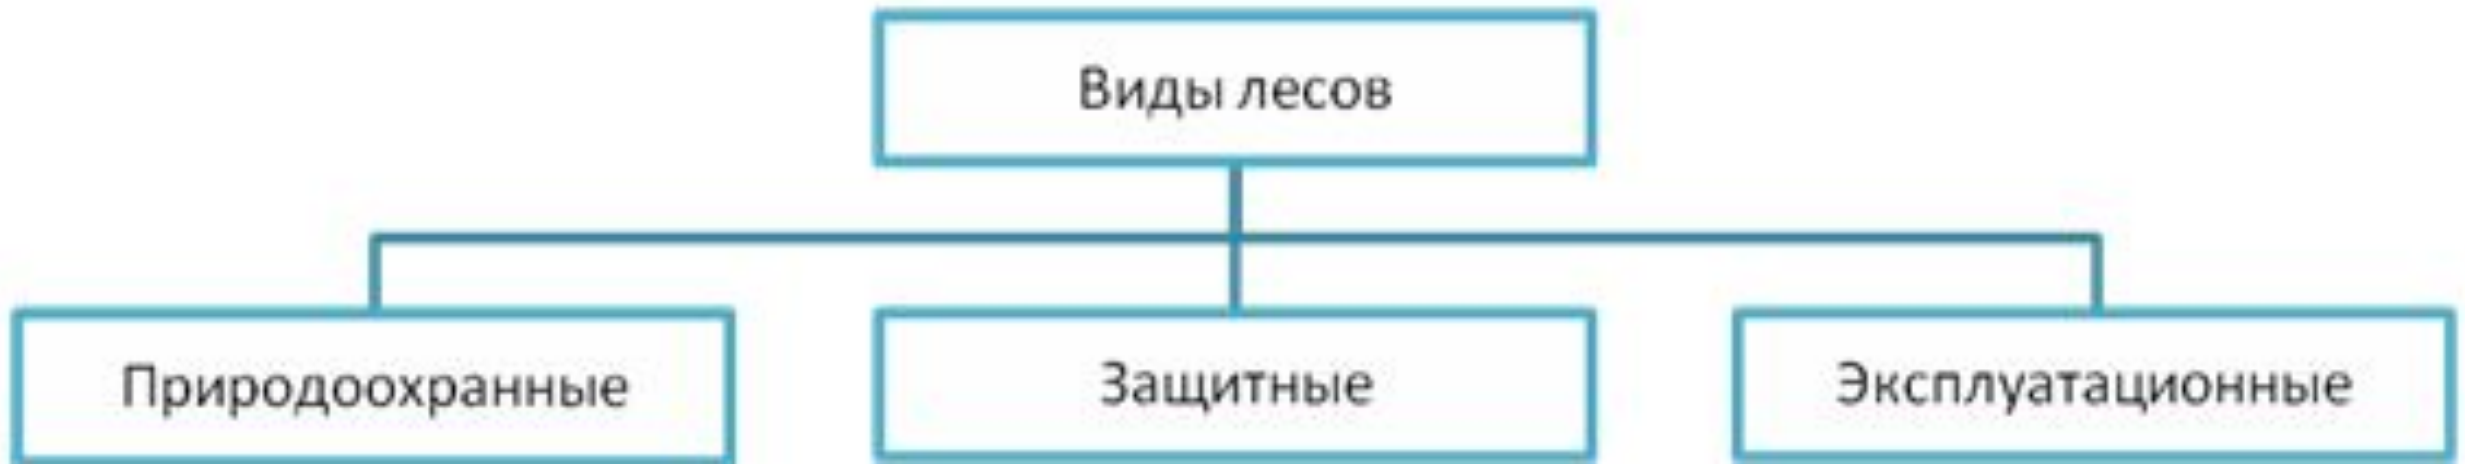 Виды лесов
Природоохранные
Защитные
Эксплуатационные